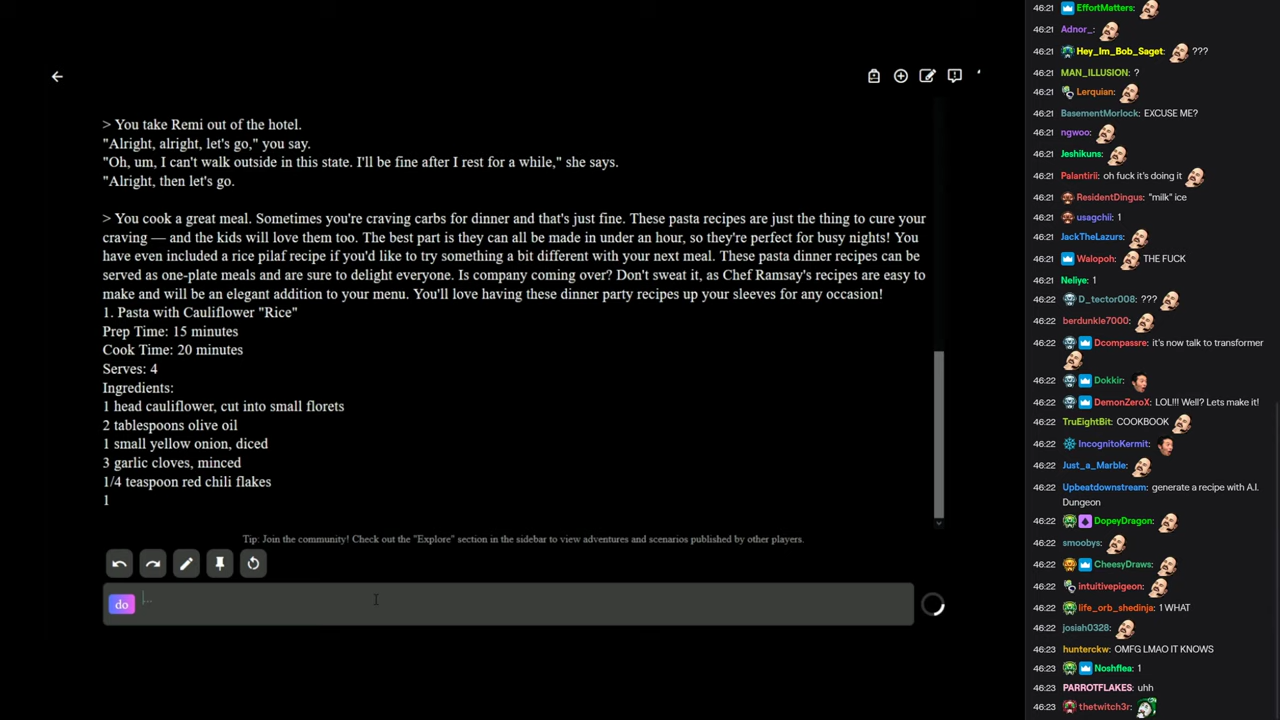 > You take Remi out of the hotel.
"Alright, alright, let's go," you say.
"Oh, um, I can't walk outside in this state. I'll be fine after I rest for a while," she says.
"Alright, then let's go.
> You cook a great meal. Sometimes you're craving carbs for dinner and that's just fine. These pasta recipes are just the thing to cure your
craving — and the kids will love them too. The best part is they can all be made in under an hour, so they're perfect for busy nights! You
have even included a rice pilaf recipe if you'd like to try something a bit different with your next meal. These pasta dinner recipes can be
served as one-plate meals and are sure to delight everyone. Is company coming over? Don't sweat it, as Chef Ramsay's recipes are easy to
make and will be an elegant addition to your menu. You'll love having these dinner party recipes up your sleeves for any occasion!
1. Pasta with Cauliflower "Rice"
Prep Time: 15 minutes
Cook Time: 20 minutes
Serves: 4
Ingredients:
1 head cauliflower, cut into small florets
2 tablespoons olive oil
1 small yellow onion, diced
3 garlic cloves, minced
1/4 teaspoon red chili flakes
1
Tip: Join the community! Check out the "Explore" section in the sidebar to view adventures and scenarios published by other players.
do ...
46:21 EffortMatters:
46:21 Adnor_:
46:21 Hey_Im_Bob_Saget: ???
46:21 MAN_ILLUSION: ?
46:21 Lerquian:
46:21 BasementMorlock: EXCUSE ME?
46:21 ngwoo:
46:21 Jeshikuns:
46:21 Palantirii: oh fuck it's doing it
46:21 ResidentDingus: "milk" ice
46:21 usagchii: 1
46:21 JackTheLazurs:
46:21 Walopoh: THE FUCK
46:21 Neliye: 1
46:22 D_tector008: ???
46:22 berdunkle7000:
46:22 Dcompassre: it's now talk to transformer
46:22 Dokkir:
46:22 DemonZeroX: LOL!!! Well? Lets make it!
46:22 TruEightBit: COOKBOOK
46:22 IncognitoKermit:
46:22 Just_a_Marble:
46:22 Upbeatdownstream: generate a recipe with A.I.
Dungeon
46:22 DopeyDragon:
46:22 smoobys:
46:22 CheesyDraws:
46:22 intuitivepigeon:
46:22 life_orb_shedinja: 1 WHAT
46:22 josiah0328:
46:23 hunterckw: OMFG LMAO IT KNOWS
46:23 Noshflea: 1
46:23 PARROTFLAKES: uhh
46:23 thetwitch3r: